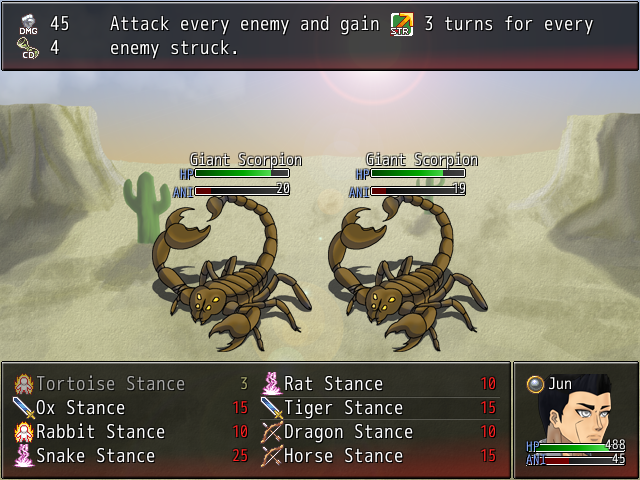 DMG 45 Attack every enemy and gain STR 3 turns for every
CD 4 enemy struck.
Giant Scorpion Giant Scorpion
HP HP
ANI 20 ANI 19
Tortoise Stance 3 Rat Stance 10
Ox Stance 15 Tiger Stance 15
Rabbit Stance 10 Dragon Stance 10
Snake Stance 25 Horse Stance 15
Jun
HP 488
ANI 45